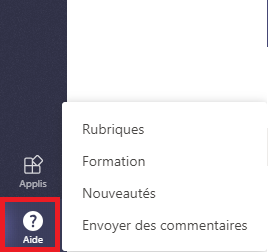 Rubriques
Formation
Nouveautés
Envoyer des commentaires
Applis
Aide